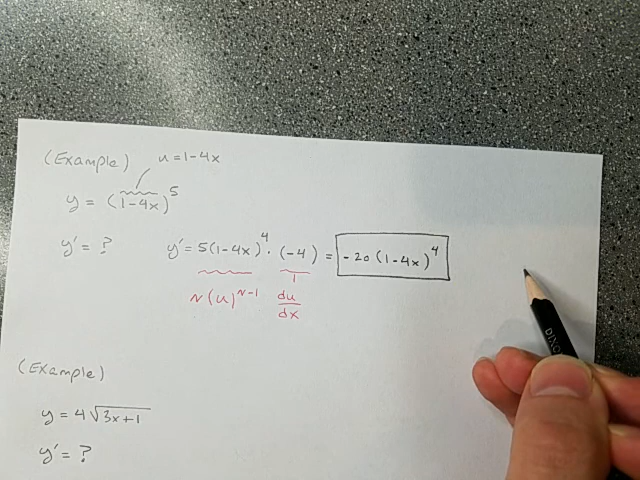 (Example) u = 1-4x
y = (1-4x)^5
y' = ? y' = 5(1-4x)^4 · (-4) = -20(1-4x)^4
n(u)^n-1 du/dx
(Example)
y = 4√3x+1
y' = ?
DIXO